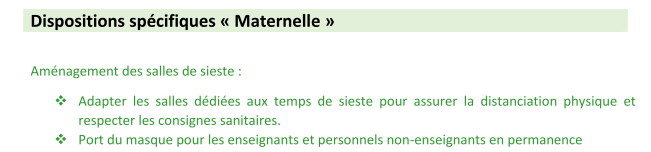 Dispositions spécifiques « Maternelle »
Aménagement des salles de sieste :
❖ Adapter les salles dédiées aux temps de sieste pour assurer la distanciation physique et
respecter les consignes sanitaires.
❖ Port du masque pour les enseignants et personnels non-enseignants en permanence